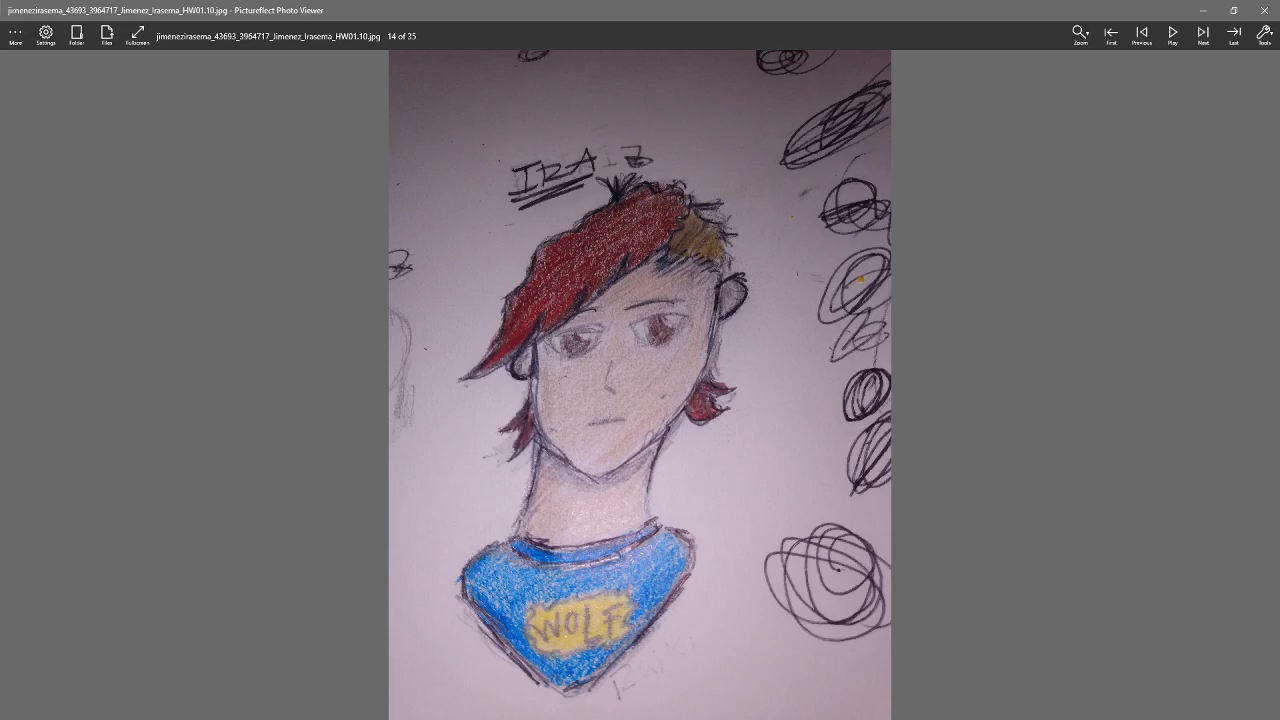 jimenezirasema_43693_3964717_Jimenez_Irasema_HW01.10.jpg - Pictureflect Photo Viewer
More
Settings
Folder
Files
Fullscreen
jimenezirasema_43693_3964717_Jimenez_Irasema_HW01.10.jpg 14 of 35
Zoom
First
Previous
Play
Next
Last
Tools
IRA
WOLF